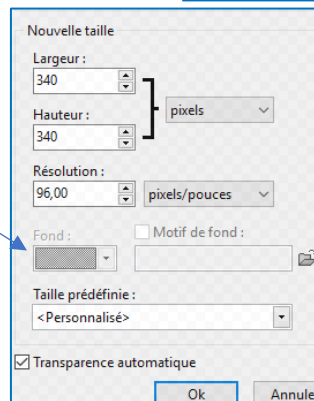 Nouvelle taille
Largeur :
340
pixels
Hauteur :
340
Résolution :
96,00 pixels/pouces
Fond : Motif de fond :
Taille prédéfinie :
<Personnalisé>
Transparence automatique
Ok Annule